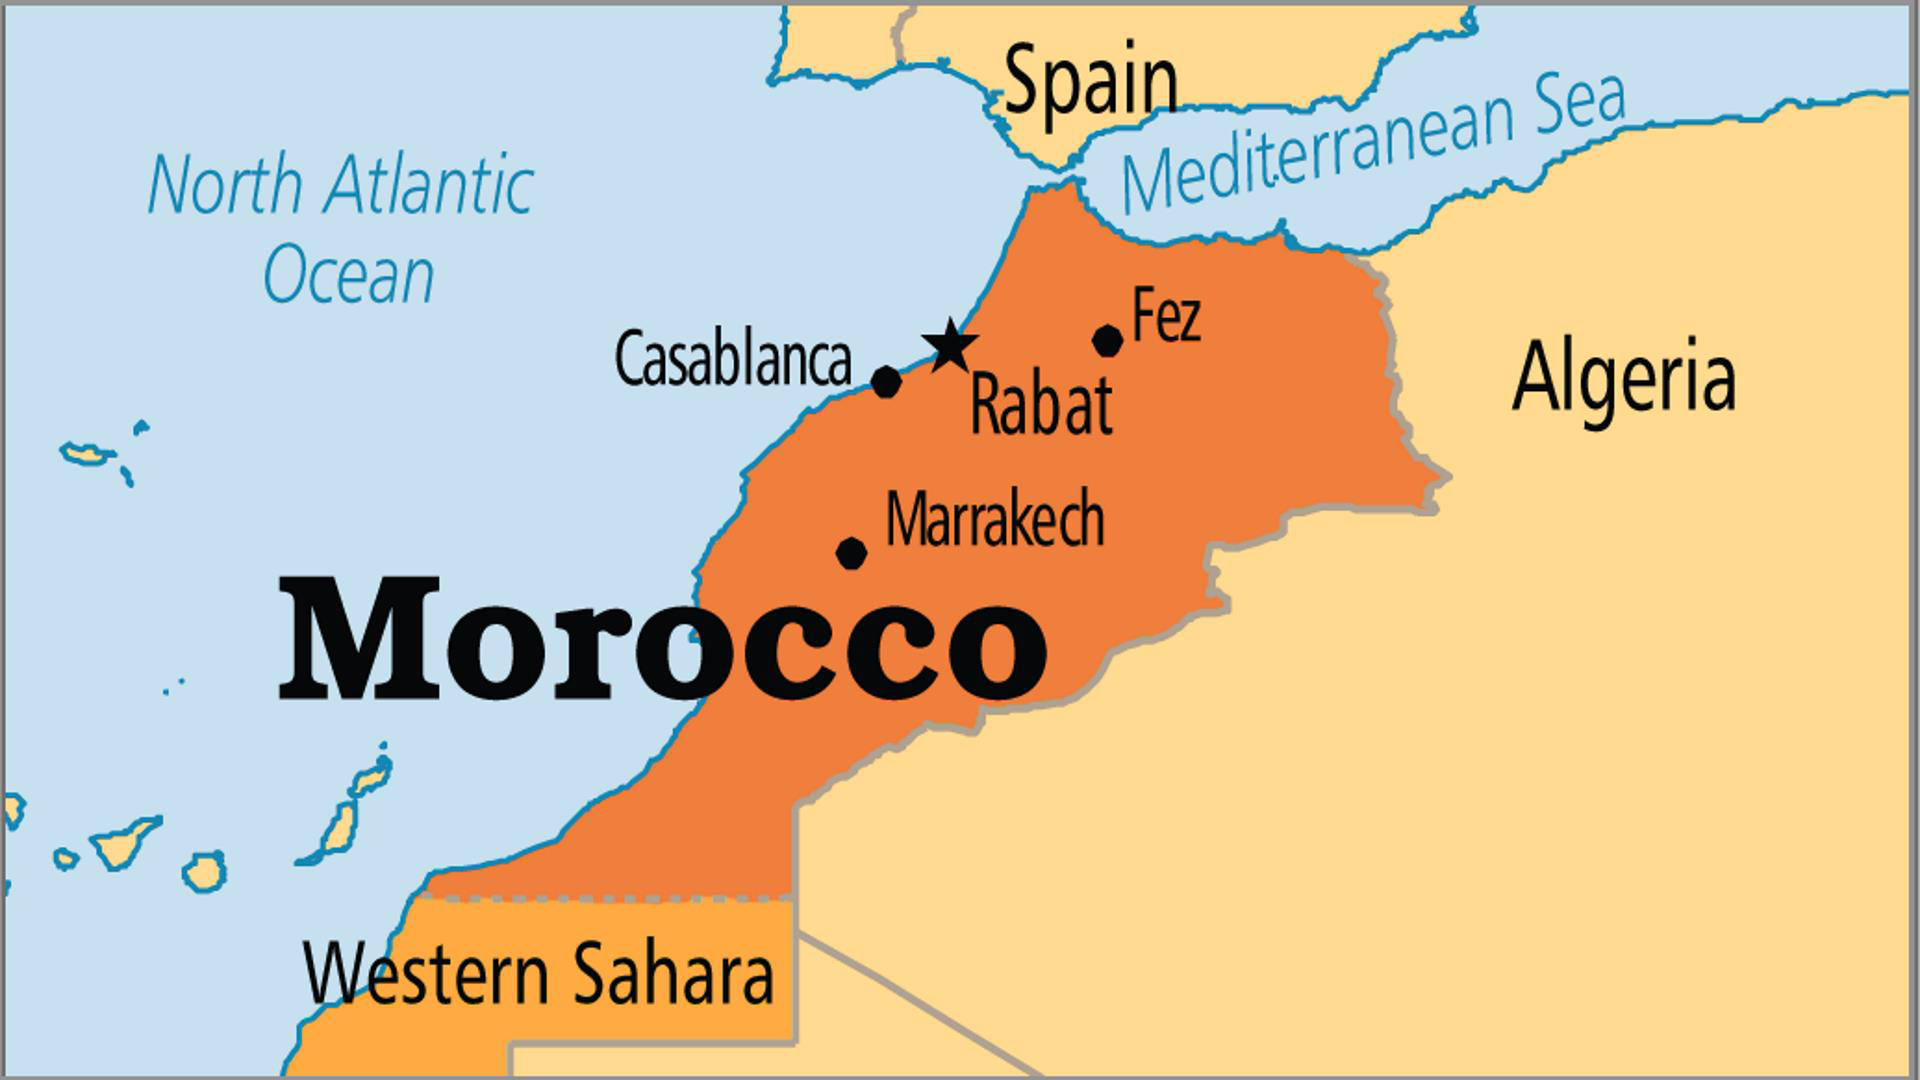 Spain
Mediterranean Sea
North Atlantic
Ocean
Fez
Casablanca
Rabat
Algeria
Marrakech
Morocco
Western Sahara